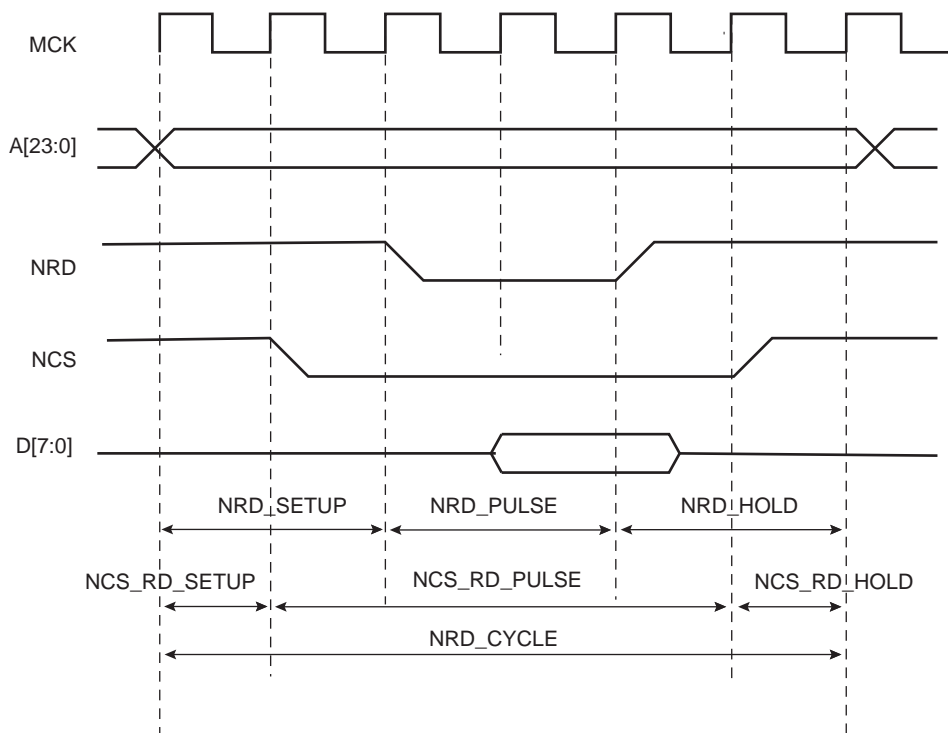 MCK
A[23:0]
NRD
NCS
D[7:0]
NRD_SETUP NRD_PULSE NRD_HOLD
NCS_RD_SETUP NCS_RD_PULSE NCS_RD_HOLD
NRD_CYCLE